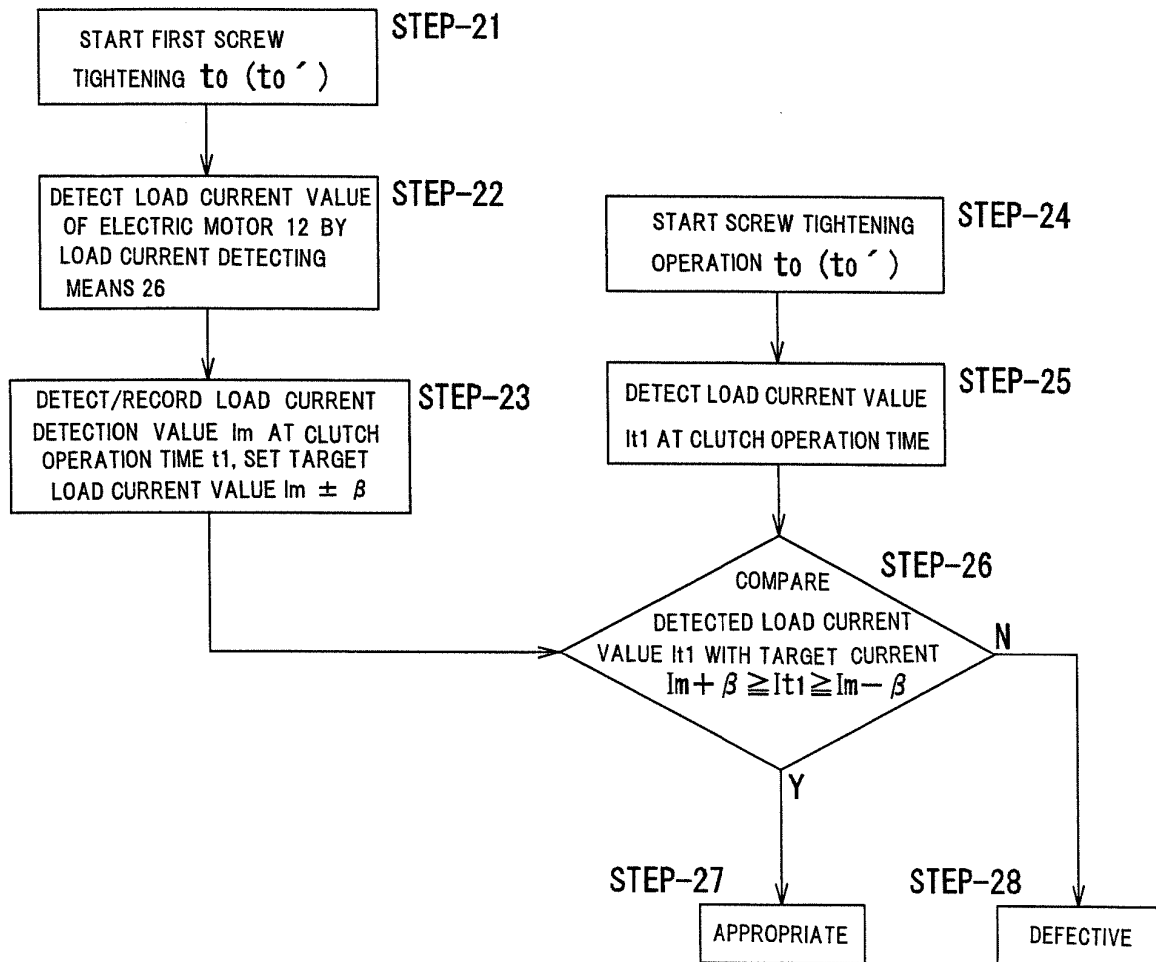 STEP-21
START FIRST SCREW
TIGHTENING to (to´)
STEP-22
DETECT LOAD CURRENT VALUE
OF ELECTRIC MOTOR 12 BY
LOAD CURRENT DETECTING
MEANS 26
STEP-23
DETECT/RECORD LOAD CURRENT
DETECTION VALUE Im AT CLUTCH
OPERATION TIME t1, SET TARGET
LOAD CURRENT VALUE Im ± β
STEP-24
START SCREW TIGHTENING
OPERATION to (to´)
STEP-25
DETECT LOAD CURRENT VALUE
It1 AT CLUTCH OPERATION TIME
STEP-26
COMPARE
DETECTED LOAD CURRENT
VALUE It1 WITH TARGET CURRENT
Im+β≧It1≧Im-β
N
Y
STEP-27
APPROPRIATE
STEP-28
DEFECTIVE